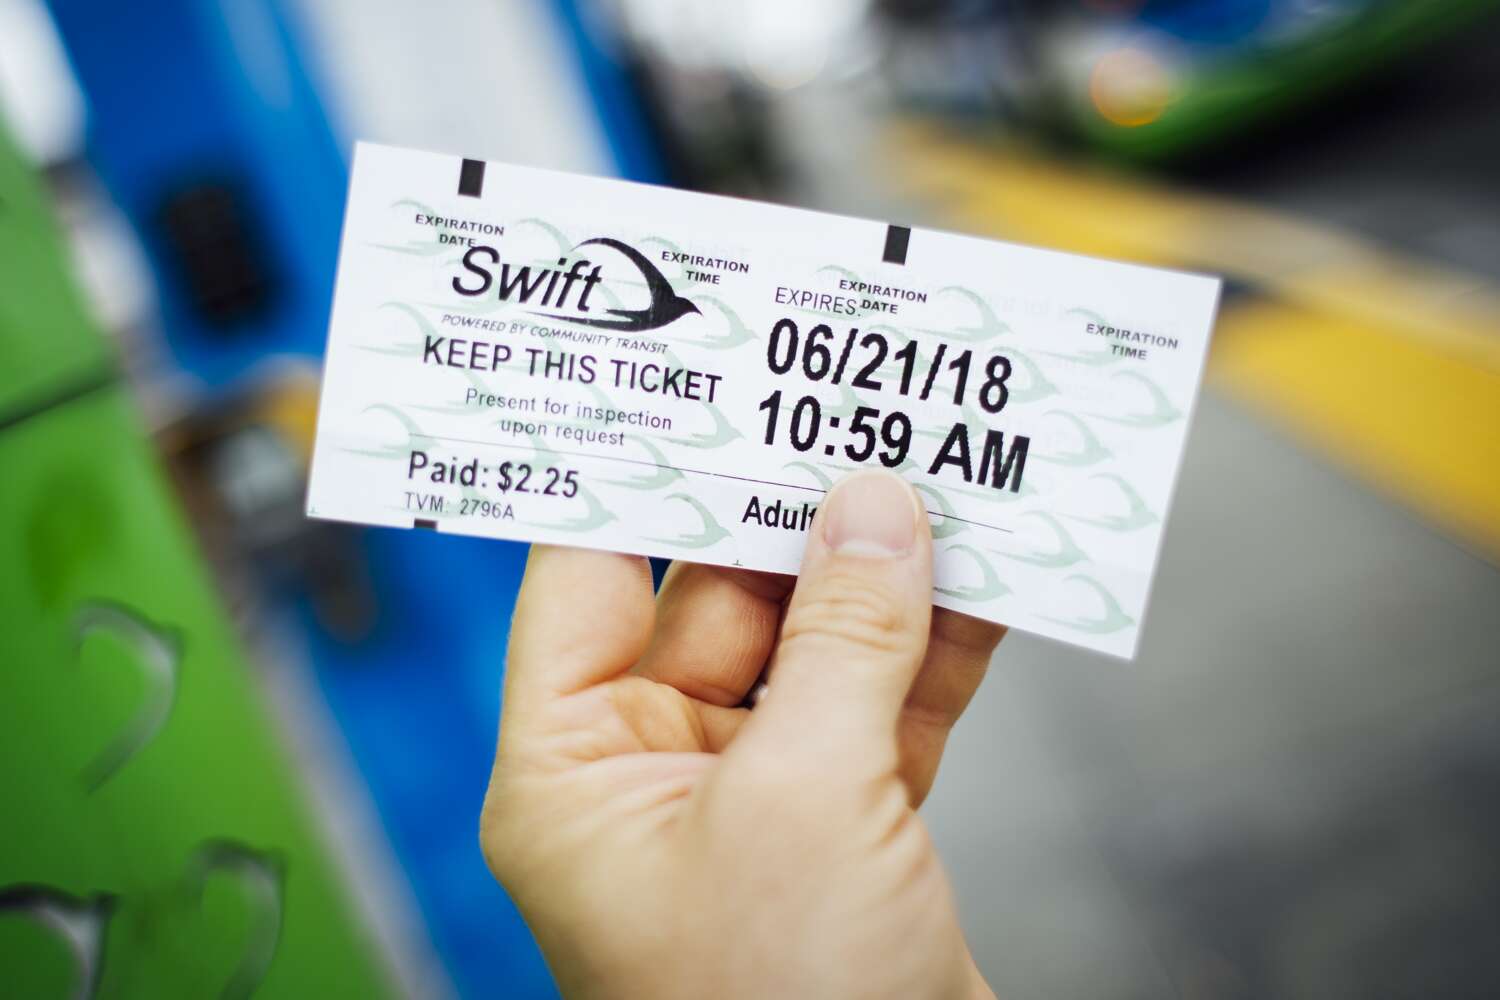 EXPIRATION
DATE
Swift
EXPIRATION
TIME
POWERED BY COMMUNITY TRANSIT
KEEP THIS TICKET
Present for inspection
upon request
Paid: $2.25
TVM: 2796A
EXPIRATION
DATE
EXPIRES:
06/21/18
10:59 AM
Adult
EXPIRATION
TIME